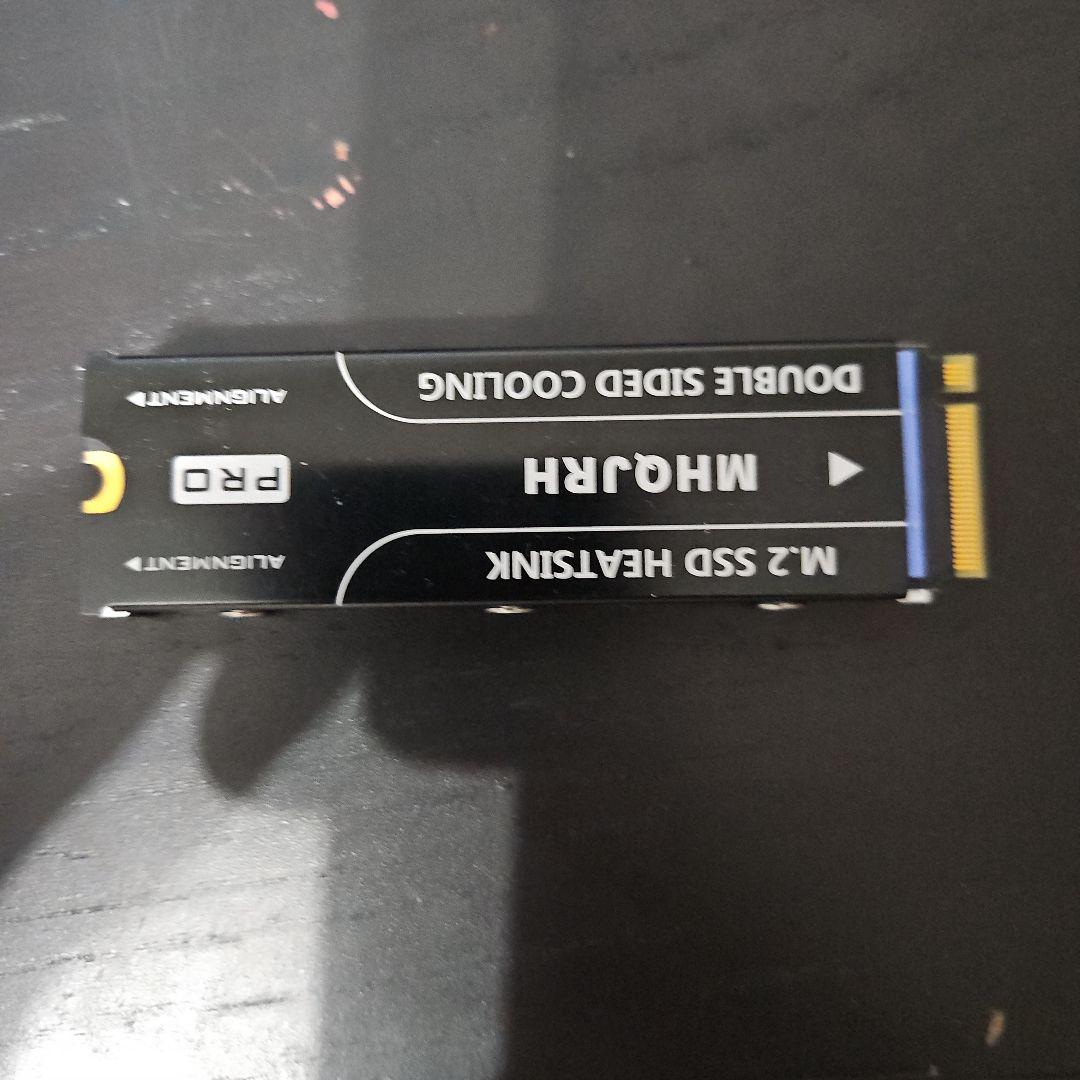 M.2 SSD HEATSINK
ALIGNMENT
MHQJRH
PRO
DOUBLE SIDED COOLING
ALIGNMENT